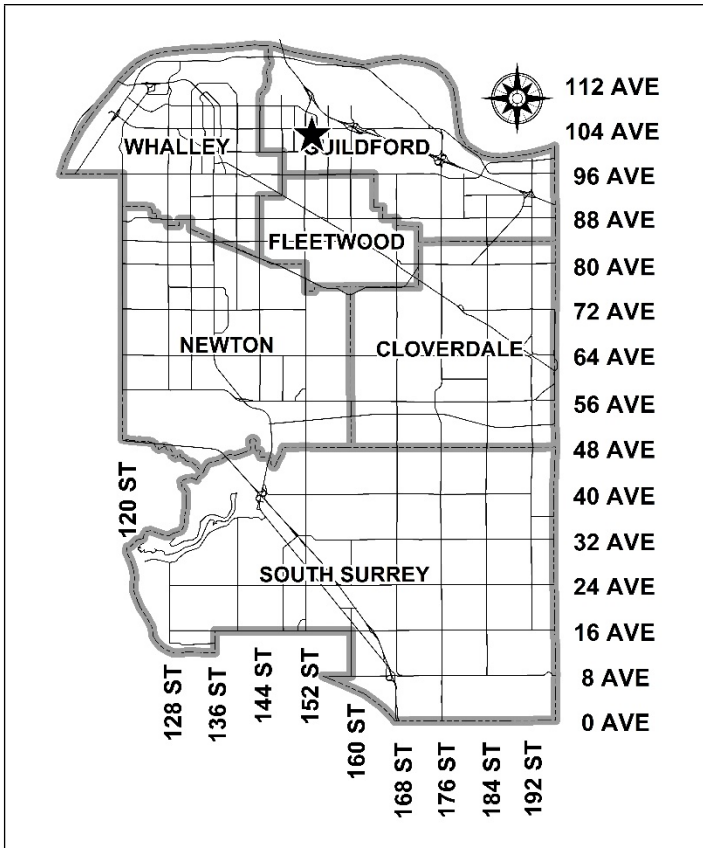 112 AVE
104 AVE
WHALLEY
GUILDFORD
96 AVE
88 AVE
FLEETWOOD
80 AVE
72 AVE
NEWTON
CLOVERDALE
64 AVE
56 AVE
48 AVE
120 ST
40 AVE
32 AVE
SOUTH SURREY
24 AVE
16 AVE
128 ST
136 ST
144 ST
152 ST
160 ST
8 AVE
0 AVE
168 ST
176 ST
184 ST
192 ST